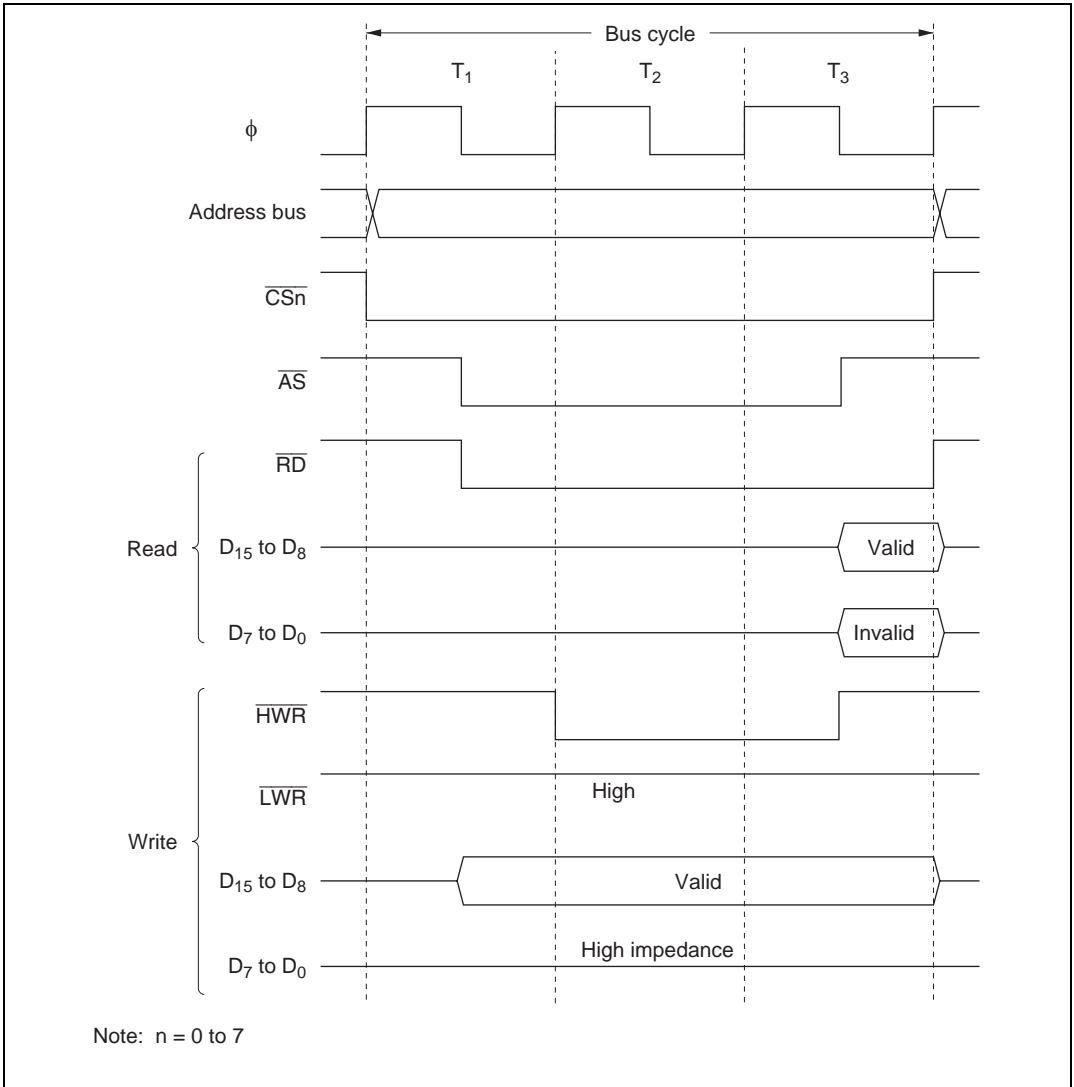 Bus cycle
T1 T2 T3
ϕ
Address bus
CSn
AS
RD
Read
D15 to D8 Valid
D7 to D0 Invalid
HWR
LWR High
Write
D15 to D8 Valid
D7 to D0 High impedance
Note: n = 0 to 7